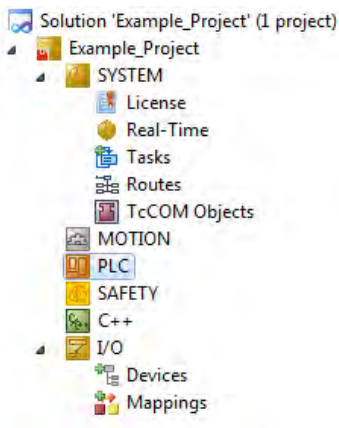 Solution 'Example_Project' (1 project)
Example_Project
SYSTEM
License
Real-Time
Tasks
Routes
TcCOM Objects
MOTION
PLC
SAFETY
C++
I/O
Devices
Mappings